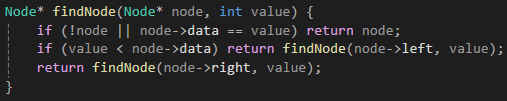 Node* findNode(Node* node, int value) {
    if (!node || node->data == value) return node;
    if (value < node->data) return findNode(node->left, value);
    return findNode(node->right, value);
}